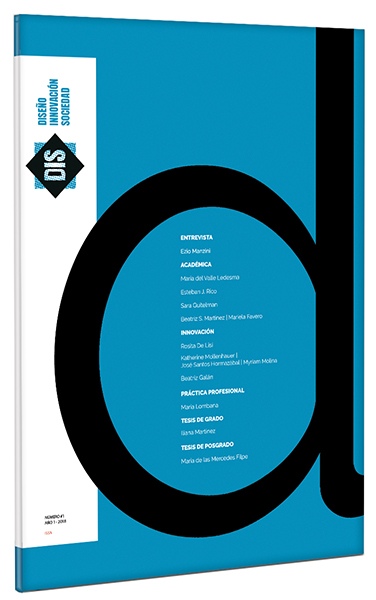 DISEÑO
INNOVACIÓN
SOCIEDAD
DIS
d
ENTREVISTA
Ezio Manzini
ACADÉMICA
María del Valle Ledesma
Esteban J. Rico
Sara Guitelman
Beatriz S. Martínez | Mariela Favero
INNOVACIÓN
Rosita De Lisi
Katherine Mollenhauer |
José Santos Hormazábal | Myriam Molina
Beatriz Galán
PRÁCTICA PROFESIONAL
María Lombana
TESIS DE GRADO
Iliana Martínez
TESIS DE POSGRADO
María de las Mercedes Filpe
NÚMERO #1
AÑO 1 - 2018